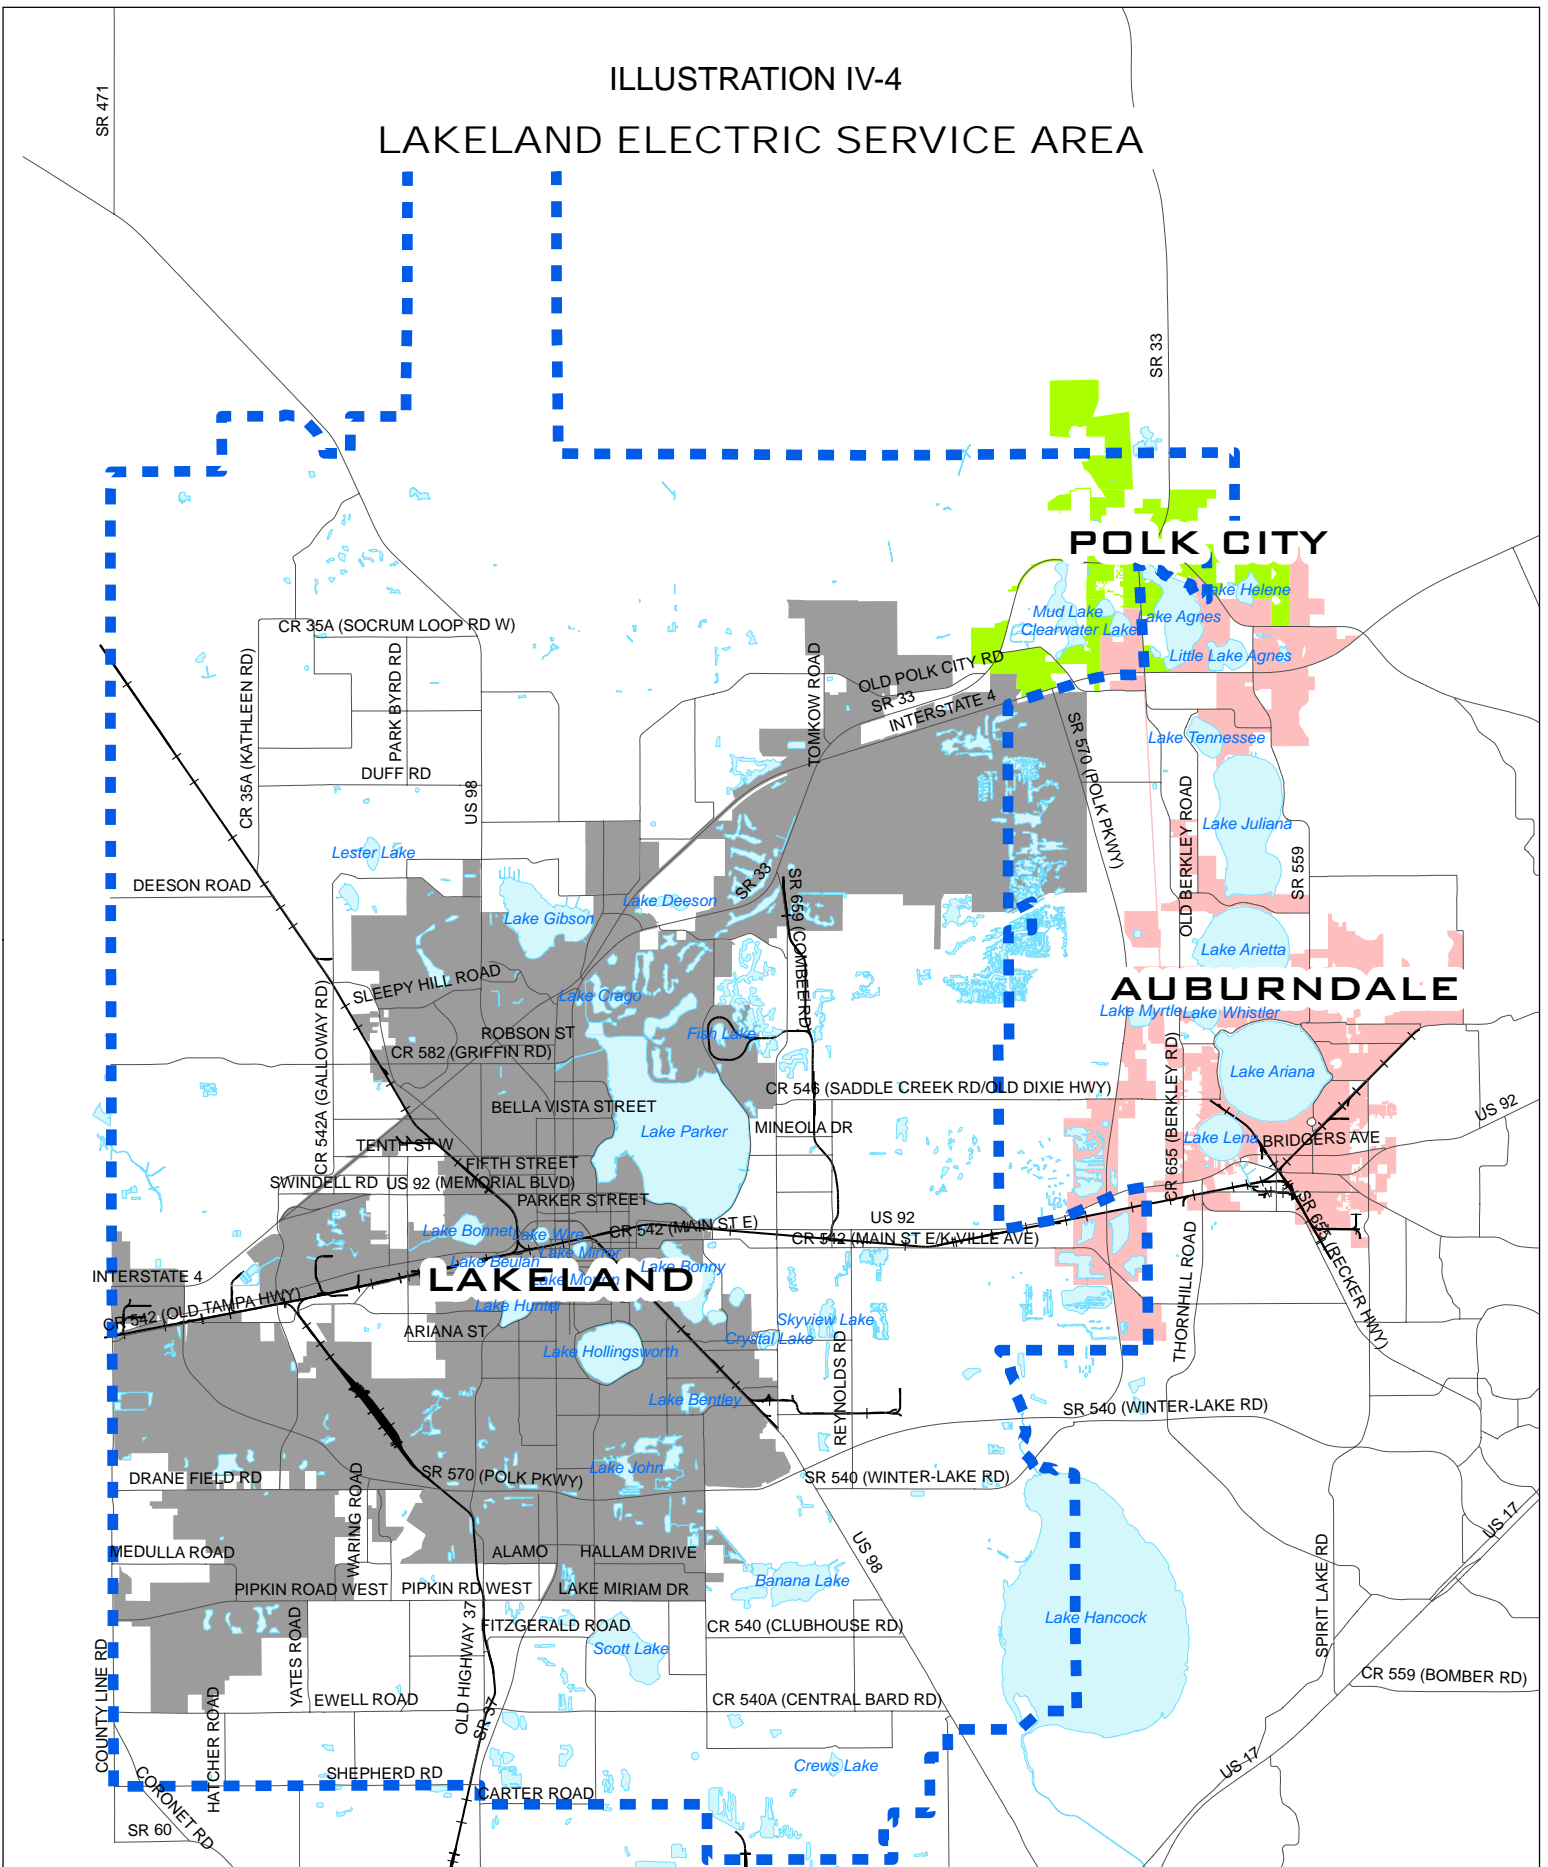 ILLUSTRATION IV-4
LAKELAND ELECTRIC SERVICE AREA
SR 471
SR 33
POLK CITY
Lake Helene
Mud Lake
Lake Agnes
Clearwater Lake
CR 35A (SOCRUM LOOP RD W)
Little Lake Agnes
OLD POLK CITY RD
SR 33
INTERSTATE 4
TOMKOW ROAD
PARK BYRD RD
CR 35A (KATHLEEN RD)
Lake Tennessee
SR 570 (POLK PKWY)
DUFF RD
US 98
OLD BERKLEY ROAD
Lake Juliana
Lester Lake
SR 559
DEESON ROAD
SR 33
SR 659 (COMBEE RD)
Lake Deeson
Lake Gibson
Lake Arietta
SLEEPY HILL ROAD
AUBURNDALE
Lake Crago
Lake Myrtle
Lake Whistler
CR 542A (GALLOWAY RD)
ROBSON ST
Fish Lake
CR 582 (GRIFFIN RD)
Lake Ariana
CR 546 (SADDLE CREEK RD/OLD DIXIE HWY)
CR 655 (BERKLEY RD)
BELLA VISTA STREET
US 92
Lake Parker
MINEOLA DR
Lake Lena
BRIDGERS AVE
TENTH ST W
FIFTH STREET
SWINDELL RD
US 92 (MEMORIAL BLVD)
PARKER STREET
US 92
Lake Bonnet
Lake Wire
CR 542 (MAIN ST E)
CR 542 (MAIN ST E/K-VILLE AVE)
SR 655 (RECKER HWY)
Lake Mirror
Lake Beulah
Lake Bonny
INTERSTATE 4
LAKELAND
Lake Morton
THORNHILL ROAD
CR 542 (OLD TAMPA HWY)
Lake Hunter
Skyview Lake
ARIANA ST
Crystal Lake
Lake Hollingsworth
REYNOLDS RD
Lake Bentley
SR 540 (WINTER-LAKE RD)
Lake John
DRANE FIELD RD
SR 570 (POLK PKWY)
SR 540 (WINTER-LAKE RD)
WARING ROAD
US 17
MEDULLA ROAD
ALAMO
HALLAM DRIVE
US 98
Banana Lake
PIPKIN ROAD WEST
PIPKIN RD WEST
LAKE MIRIAM DR
SPIRIT LAKE RD
Lake Hancock
FITZGERALD ROAD
CR 540 (CLUBHOUSE RD)
YATES ROAD
OLD HIGHWAY 37
Scott Lake
COUNTY LINE RD
CR 559 (BOMBER RD)
EWELL ROAD
CR 540A (CENTRAL BARD RD)
SR 37
HATCHER ROAD
US 17
Crews Lake
SHEPHERD RD
CARTER ROAD
CORONET RD
SR 60